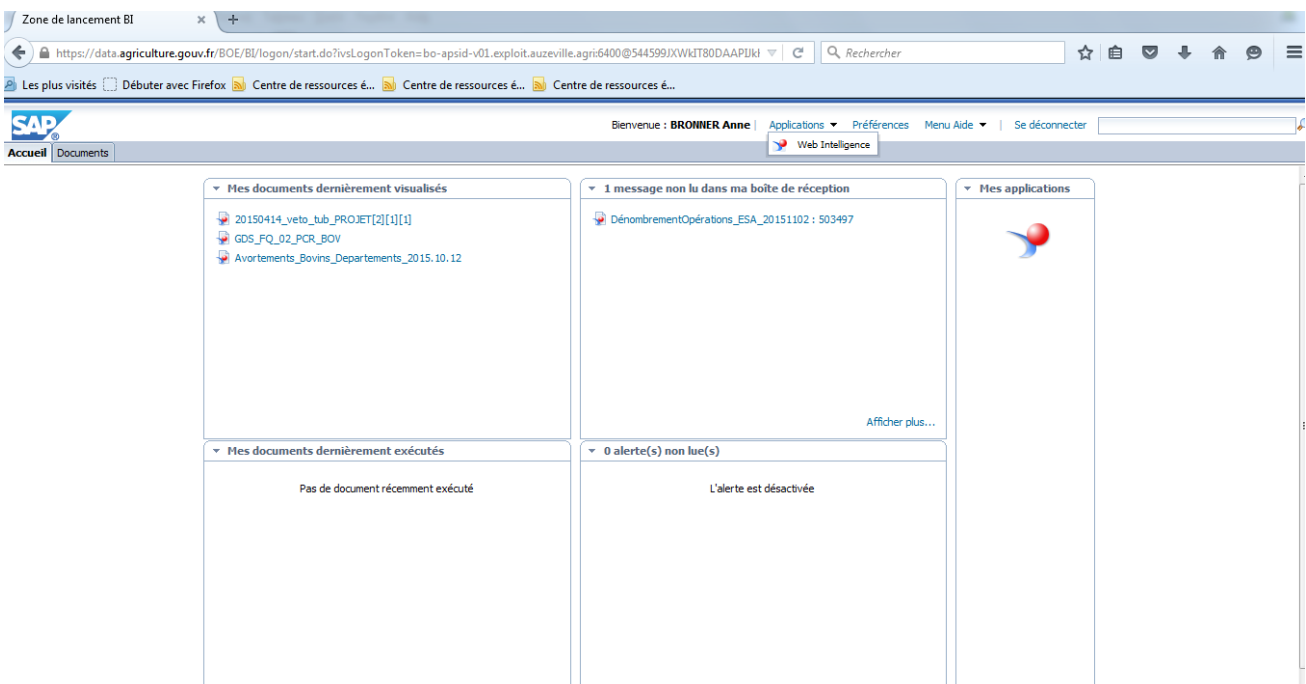 Zone de lancement BI
https://data.agriculture.gouv.fr/BOE/BI/logon/start.do?ivsLogonToken=bo-apsid-v01.exploit.auzeville.agri:6400@544599JXWkIT80DAAPIJkl
Rechercher
Les plus visités Débuter avec Firefox Centre de ressources é... Centre de ressources é... Centre de ressources é...
SAP
Bienvenue : BRONNER Anne | Applications Préférences Menu Aide | Se déconnecter
Web Intelligence
Accueil Documents
Mes documents dernièrement visualisés
20150414_veto_tub_PROJET[2][1][1]
GDS_FQ_02_PCR_BOV
Avortements_Bovins_Departements_2015.10.12
1 message non lu dans ma boîte de réception
DénombrementOpérations_ESA_20151102 : 503497
Afficher plus...
Mes applications
Mes documents dernièrement exécutés
Pas de document récemment exécuté
0 alerte(s) non lue(s)
L'alerte est désactivée